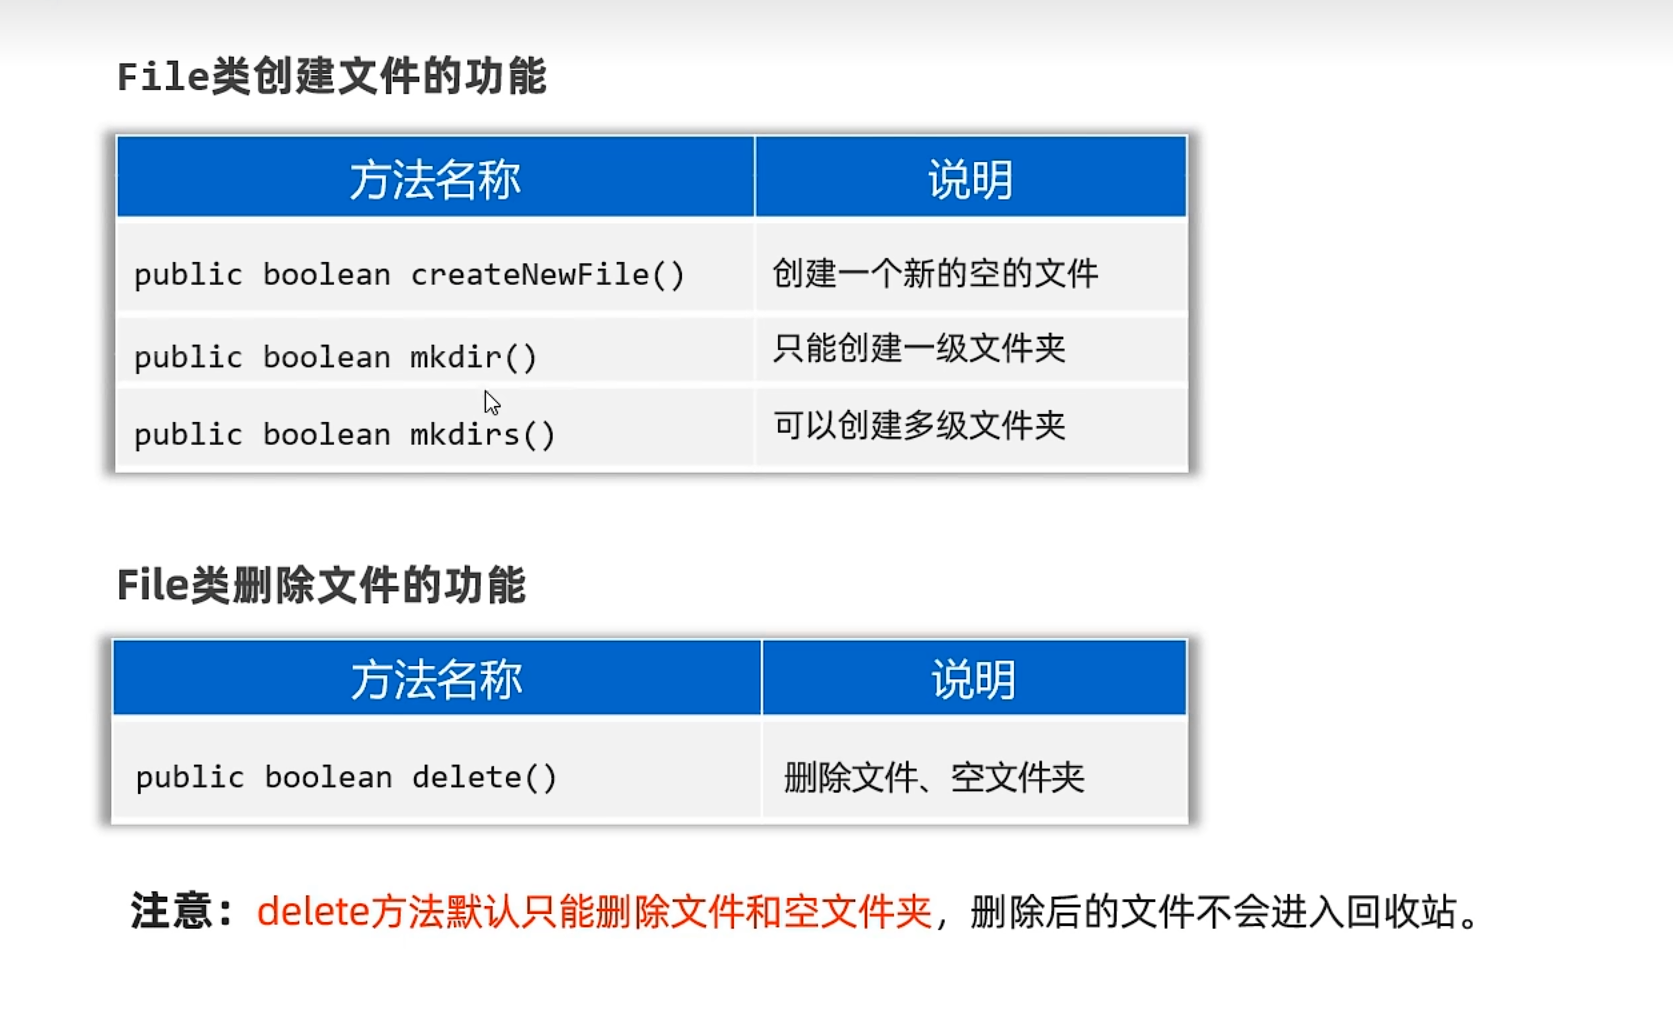 File类创建文件的功能
方法名称 说明
public boolean createNewFile() 创建一个新的空的文件
public boolean mkdir() 只能创建一级文件夹
public boolean mkdirs() 可以创建多级文件夹
File类删除文件的功能
方法名称 说明
public boolean delete() 删除文件、空文件夹
注意：delete方法默认只能删除文件和空文件夹，删除后的文件不会进入回收站。